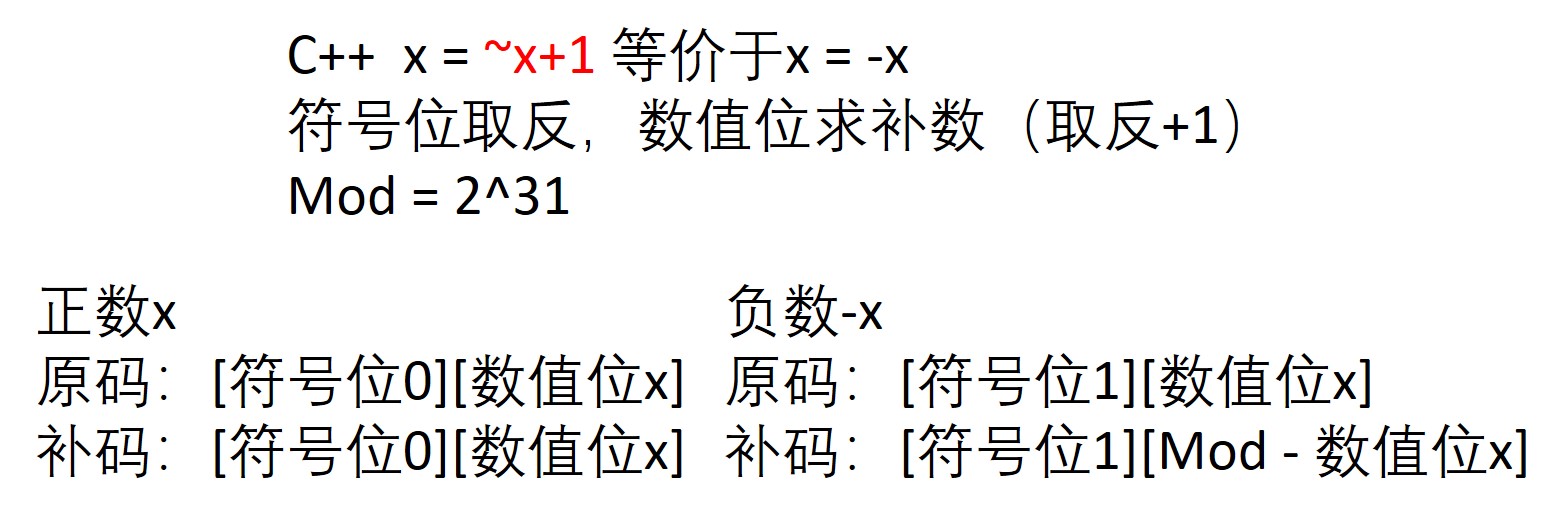 C++ x = ~x+1 等价于x = -x
符号位取反，数值位求补数（取反+1）
Mod = 2^31
正数x
原码：[符号位0][数值位x]
补码：[符号位0][数值位x]
负数-x
原码：[符号位1][数值位x]
补码：[符号位1][Mod - 数值位x]